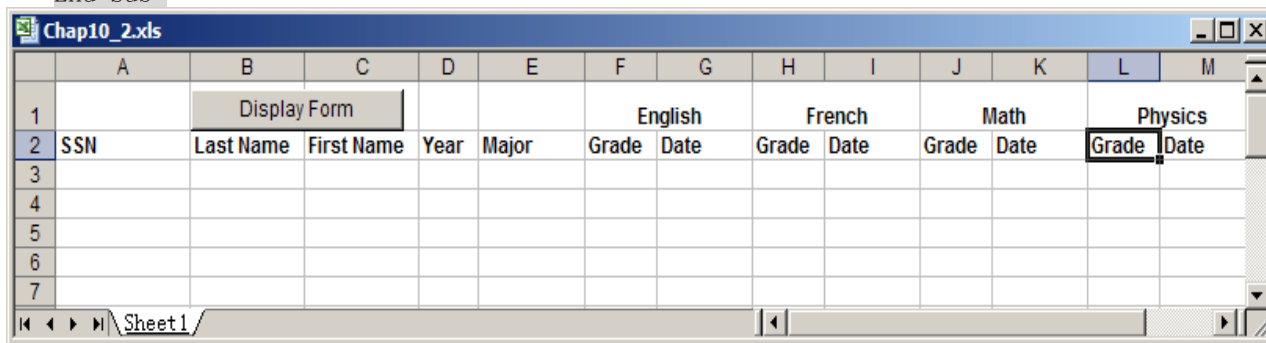 Chap10_2.xls
A B C D E F G H I J K L M
1 Display Form English French Math Physics
2 SSN Last Name First Name Year Major Grade Date Grade Date Grade Date Grade Date
3
4
5
6
7
Sheet1